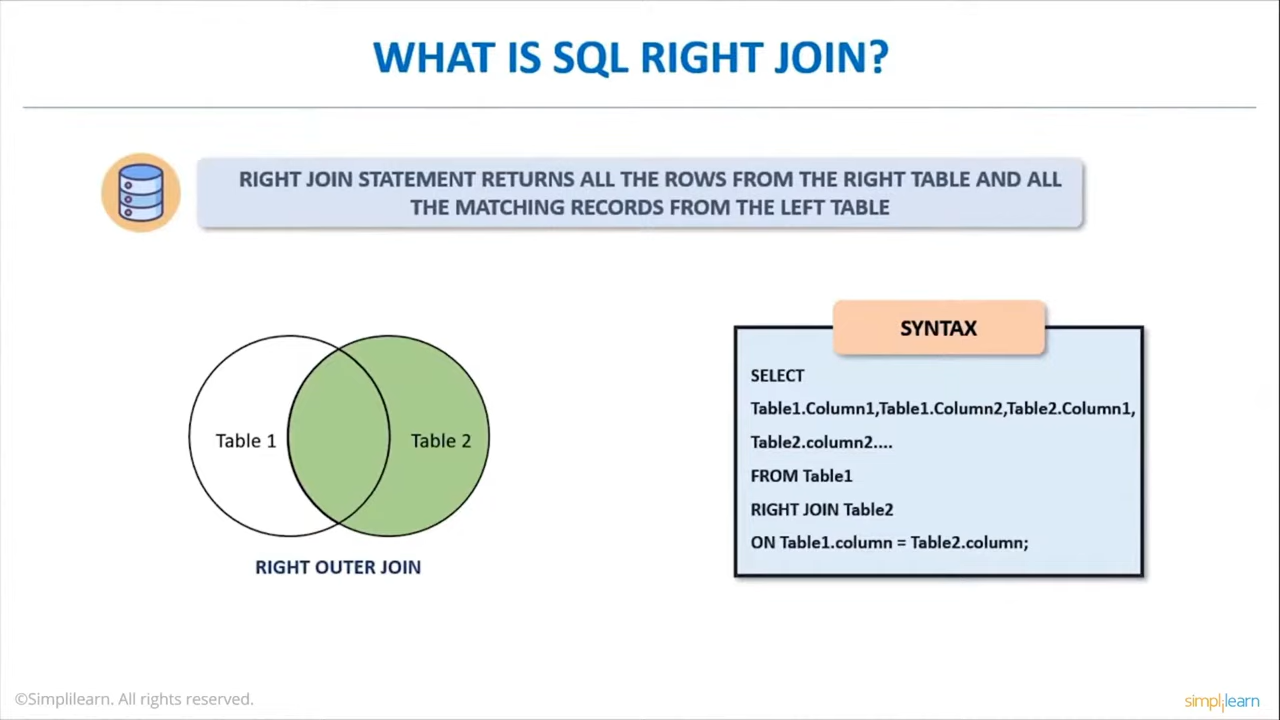 WHAT IS SQL RIGHT JOIN?
RIGHT JOIN STATEMENT RETURNS ALL THE ROWS FROM THE RIGHT TABLE AND ALL
THE MATCHING RECORDS FROM THE LEFT TABLE
Table 1
Table 2
RIGHT OUTER JOIN
SYNTAX
SELECT
Table1.Column1,Table1.Column2,Table2.Column1,
Table2.column2....
FROM Table1
RIGHT JOIN Table2
ON Table1.column = Table2.column;
©Simplilearn. All rights reserved.
simplilearn